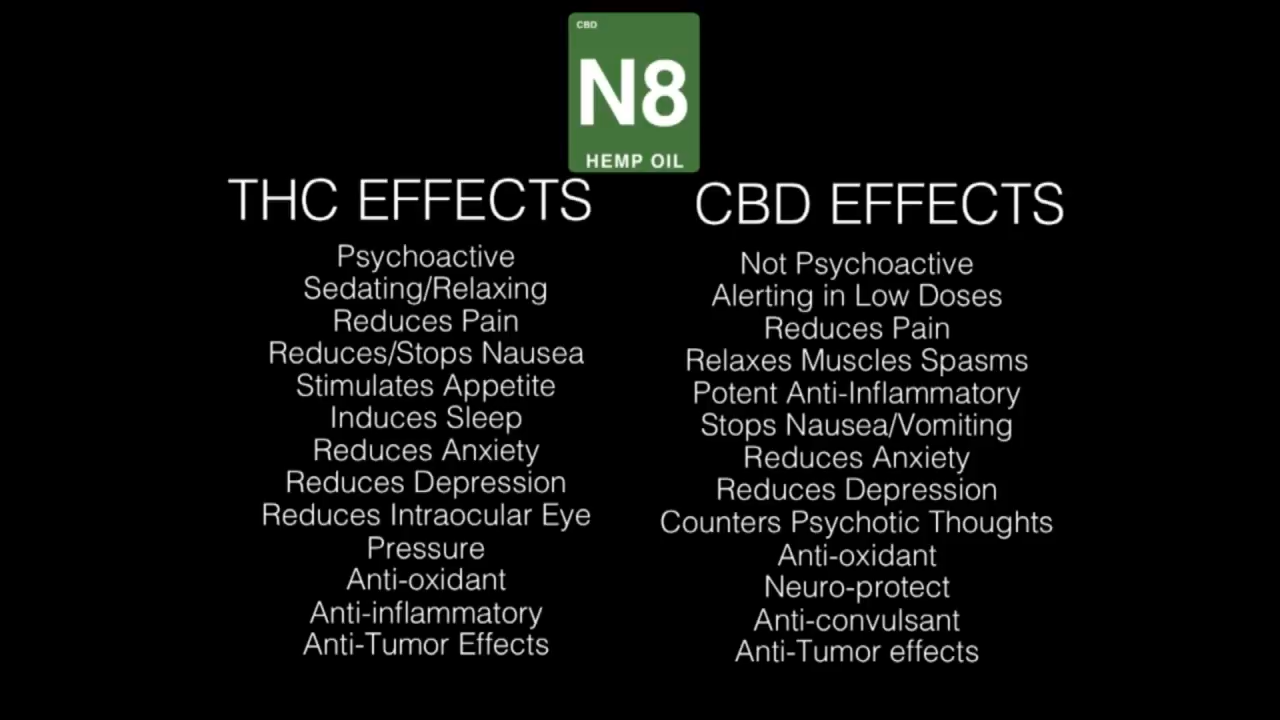 CBD
N8
HEMP OIL
THC EFFECTS
Psychoactive
Sedating/Relaxing
Reduces Pain
Reduces/Stops Nausea
Stimulates Appetite
Induces Sleep
Reduces Anxiety
Reduces Depression
Reduces Intraocular Eye
Pressure
Anti-oxidant
Anti-inflammatory
Anti-Tumor Effects
CBD EFFECTS
Not Psychoactive
Alerting in Low Doses
Reduces Pain
Relaxes Muscles Spasms
Potent Anti-Inflammatory
Stops Nausea/Vomiting
Reduces Anxiety
Reduces Depression
Counters Psychotic Thoughts
Anti-oxidant
Neuro-protect
Anti-convulsant
Anti-Tumor effects